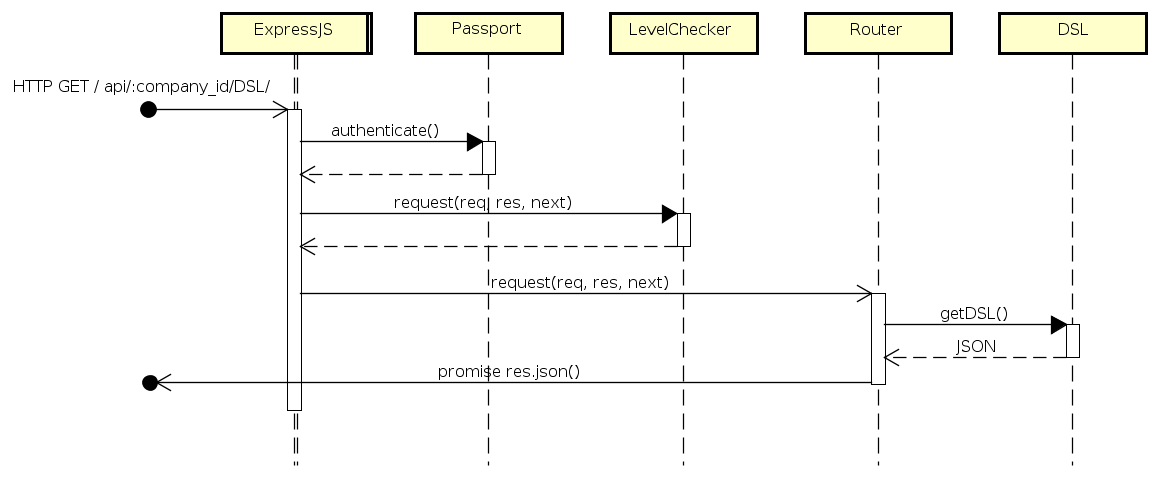 ExpressJS
Passport
LevelChecker
Router
DSL
HTTP GET / api/:company_id/DSL/
authenticate()
request(req, res, next)
request(req, res, next)
getDSL()
JSON
promise res.json()